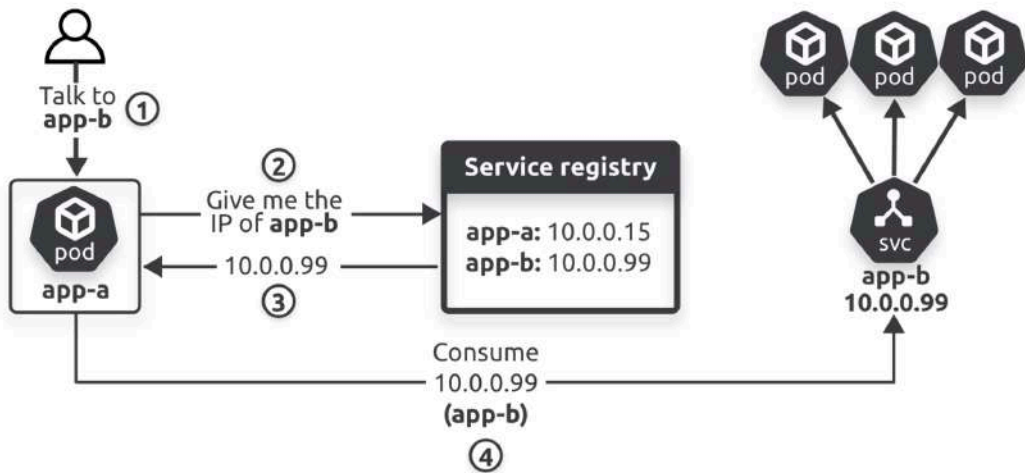 Talk to
app-b
1
pod
app-a
2
Give me the
IP of app-b
10.0.0.99
3
Service registry
app-a: 10.0.0.15
app-b: 10.0.0.99
pod
pod
pod
svc
app-b
10.0.0.99
Consume
10.0.0.99
(app-b)
4